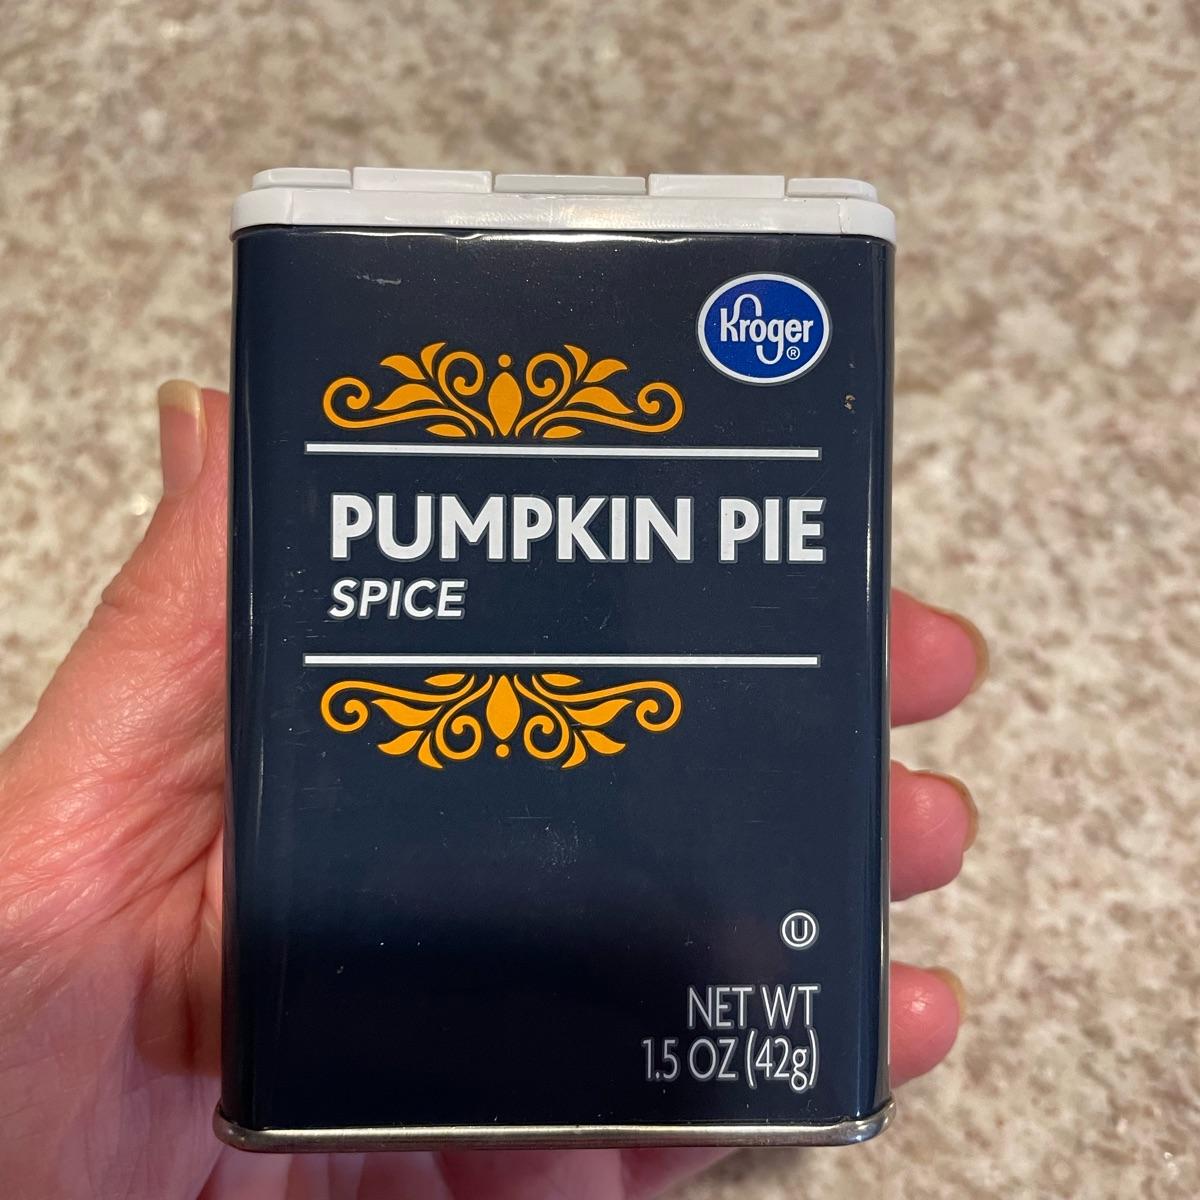 Kroger®
PUMPKIN PIE
SPICE
U
NET WT
1.5 OZ (42g)